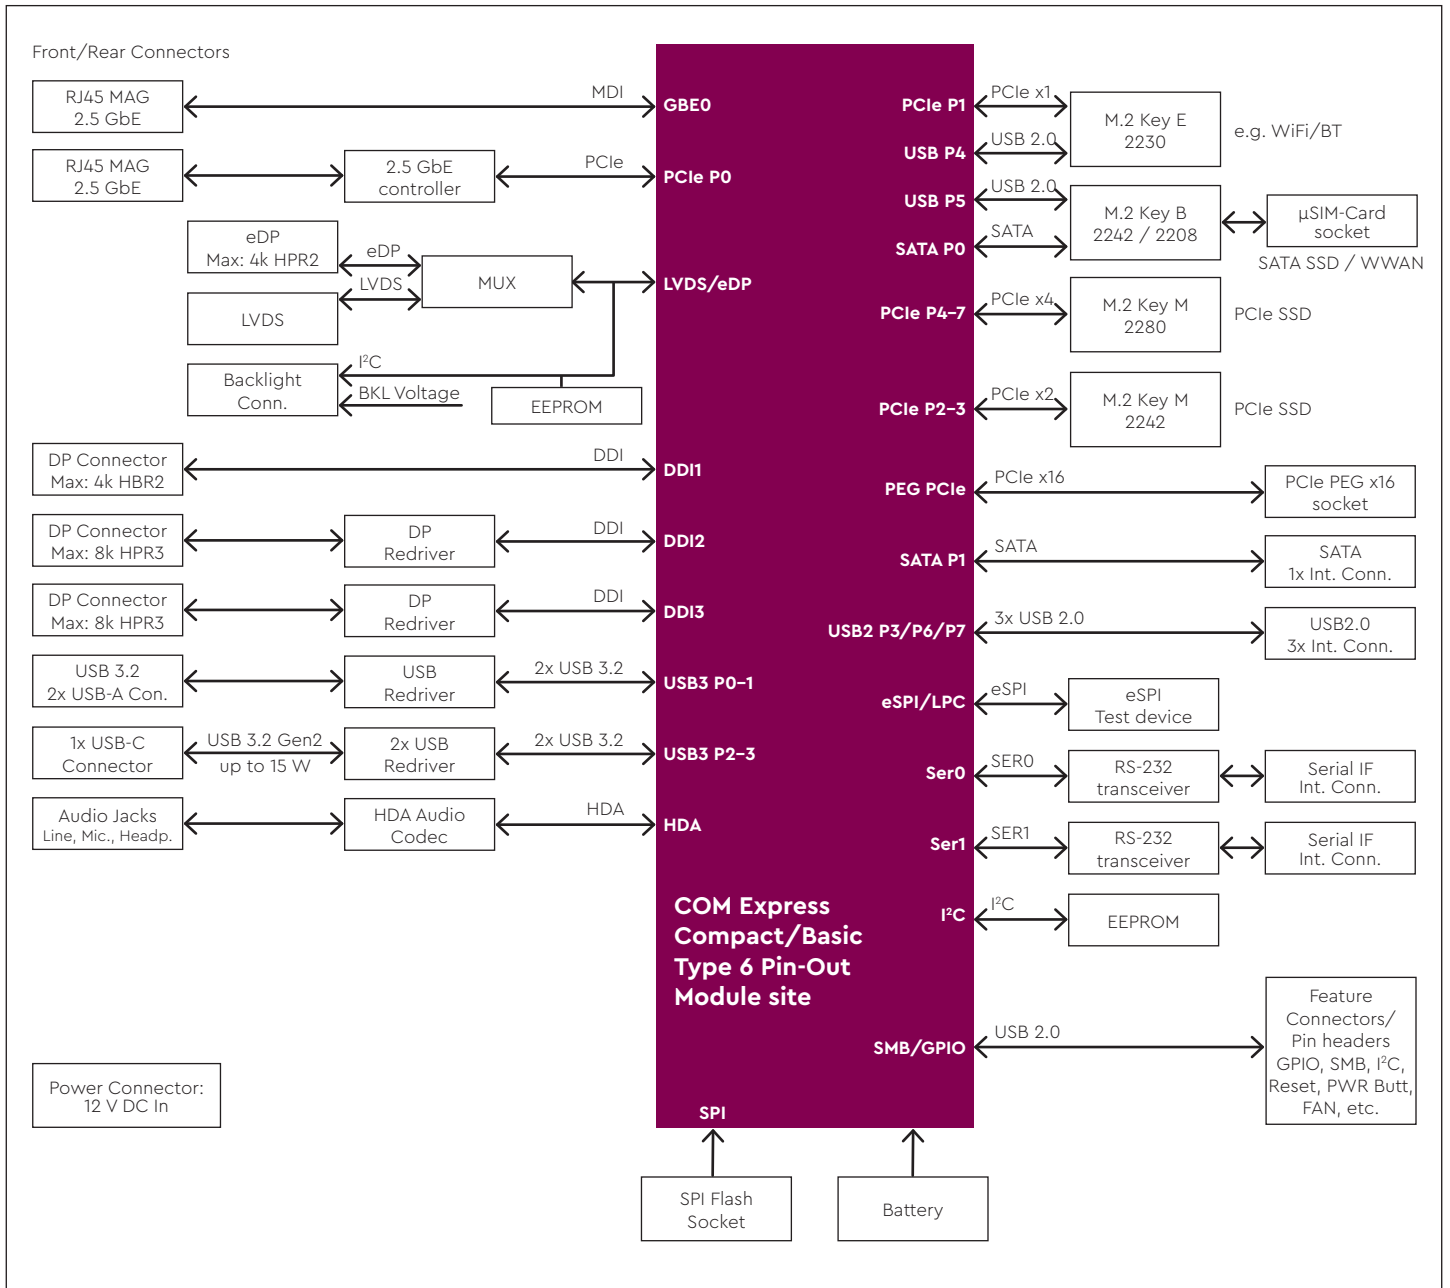 Front/Rear Connectors
RJ45 MAG
2.5 GbE
MDI
GBE0
RJ45 MAG
2.5 GbE
2.5 GbE
controller
PCIe
PCIe P0
eDP
Max: 4k HPR2
eDP
LVDS
LVDS
MUX
LVDS/eDP
Backlight
Conn.
I²C
BKL Voltage
EEPROM
DP Connector
Max: 4k HBR2
DDI
DDI1
DP Connector
Max: 8k HPR3
DP
Redriver
DDI
DDI2
DP Connector
Max: 8k HPR3
DP
Redriver
DDI
DDI3
USB 3.2
2x USB-A Con.
USB
Redriver
2x USB 3.2
USB3 P0-1
1x USB-C
Connector
USB 3.2 Gen2
up to 15 W
2x USB
Redriver
2x USB 3.2
USB3 P2-3
Audio Jacks
Line, Mic., Headp.
HDA Audio
Codec
HDA
HDA
COM Express
Compact/Basic
Type 6 Pin-Out
Module site
Power Connector:
12 V DC In
SPI
SPI Flash
Socket
Battery
PCIe P1
PCIe x1
USB P4
USB 2.0
M.2 Key E
2230
e.g. WiFi/BT
USB P5
USB 2.0
SATA P0
SATA
M.2 Key B
2242 / 2208
µSIM-Card
socket
SATA SSD / WWAN
PCIe P4-7
PCIe x4
M.2 Key M
2280
PCIe SSD
PCIe P2-3
PCIe x2
M.2 Key M
2242
PCIe SSD
PEG PCIe
PCIe x16
PCIe PEG x16
socket
SATA P1
SATA
SATA
1x Int. Conn.
USB2 P3/P6/P7
3x USB 2.0
USB2.0
3x Int. Conn.
eSPI/LPC
eSPI
eSPI
Test device
Ser0
SER0
RS-232
transceiver
Serial IF
Int. Conn.
Ser1
SER1
RS-232
transceiver
Serial IF
Int. Conn.
I²C
I²C
EEPROM
SMB/GPIO
USB 2.0
Feature
Connectors/
Pin headers
GPIO, SMB, I²C,
Reset, PWR Butt,
FAN, etc.